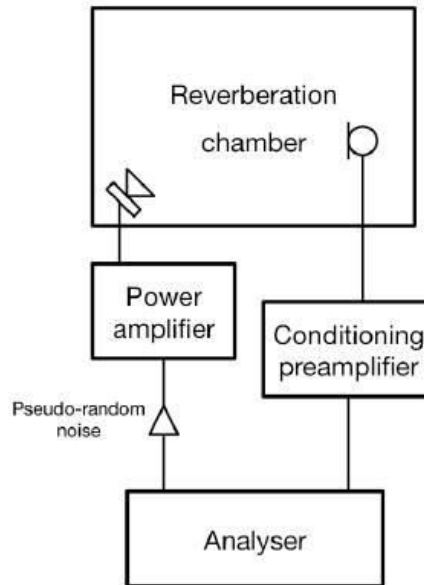 Reverberation
chamber
Power
amplifier
Conditioning
preamplifier
Pseudo-random
noise
Analyser